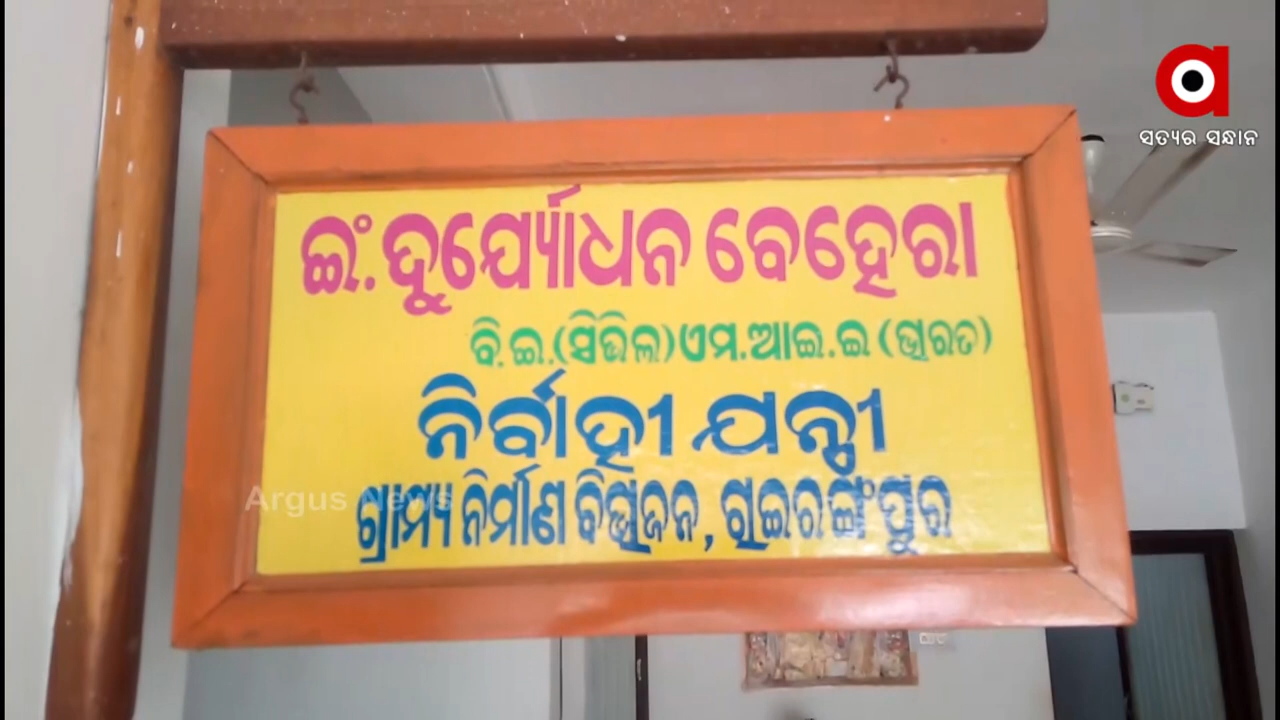 ସତ୍ୟର ସନ୍ଧାନ
ଇଂ. ଦୁର୍ଯ୍ୟୋଧନ ବେହେରା
ବି.ଇ.(ସିଭିଲ) ଏମ.ଆଇ.ଇ (ଭାରତ)
ନିର୍ବାହୀ ଯନ୍ତ୍ରୀ
ଗ୍ରାମ୍ୟ ନିର୍ମାଣ ବିଭାଜନ, ରାଇରଙ୍ଗପୁର
Argus News